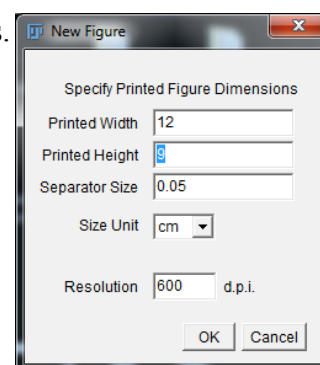 New Figure
Specify Printed Figure Dimensions
Printed Width 12
Printed Height 9
Separator Size 0.05
Size Unit cm
Resolution 600 d.p.i.
OK Cancel